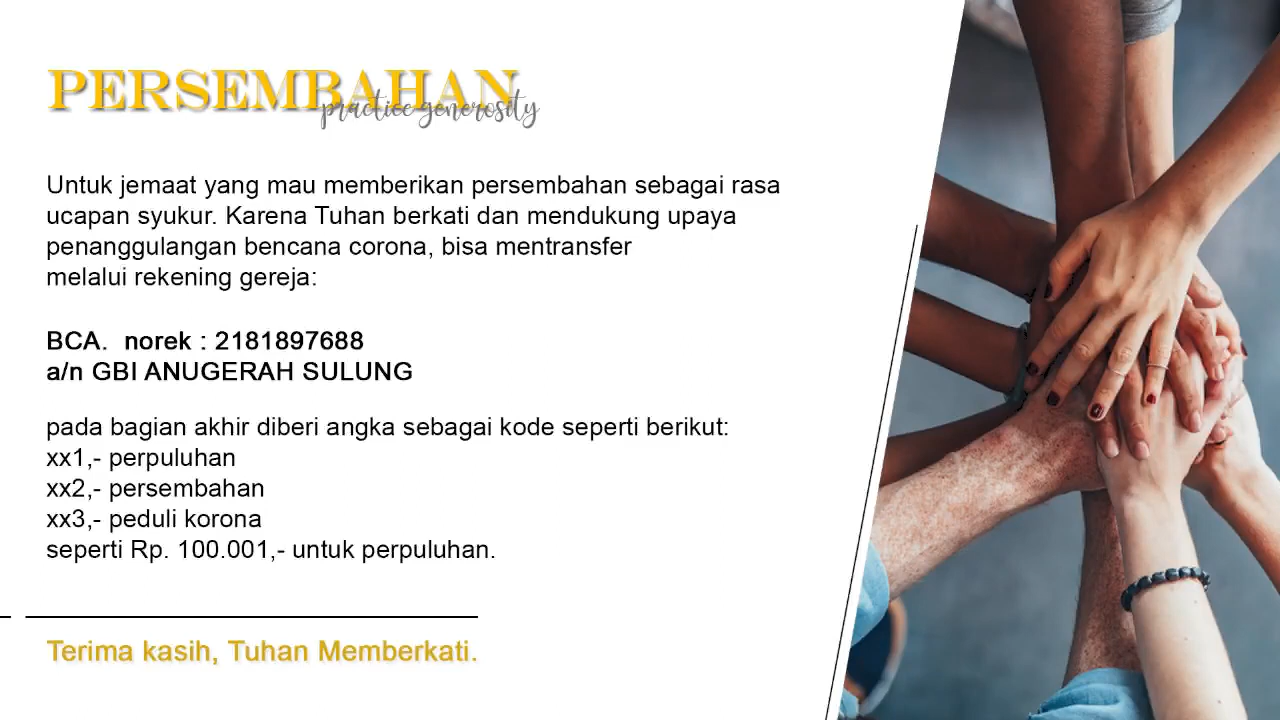 PERSEMBAHAN
practice generosity
Untuk jemaat yang mau memberikan persembahan sebagai rasa
ucapan syukur. Karena Tuhan berkati dan mendukung upaya
penanggulangan bencana corona, bisa mentransfer
melalui rekening gereja:
BCA.  norek : 2181897688
a/n GBI ANUGERAH SULUNG
pada bagian akhir diberi angka sebagai kode seperti berikut:
xx1,- perpuluhan
xx2,- persembahan
xx3,- peduli korona
seperti Rp. 100.001,- untuk perpuluhan.
Terima kasih, Tuhan Memberkati.